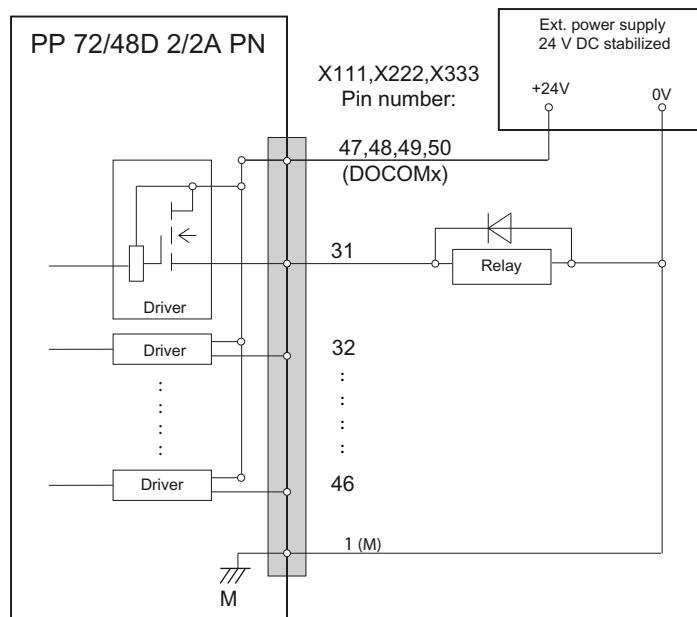 PP 72/48D 2/2A PN
Ext. power supply
24 V DC stabilized
+24V
0V
X111,X222,X333
Pin number:
47,48,49,50
(DOCOMx)
Driver
31
Relay
Driver
32
Driver
46
1 (M)
M